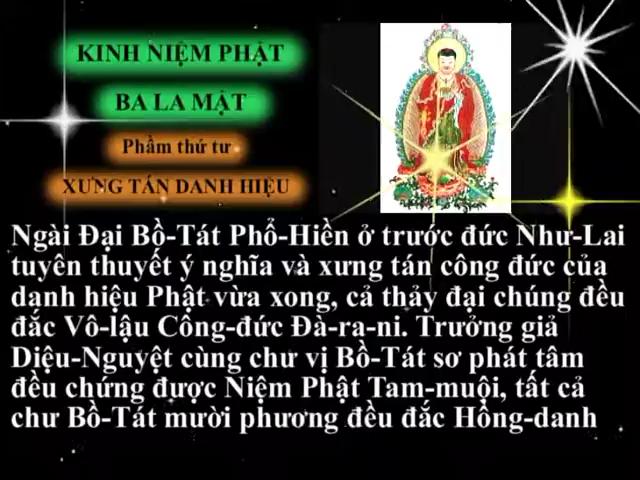 KINH NIỆM PHẬT
BA LA MẬT
Phẩm thứ tư
XƯNG TÁN DANH HIỆU
Ngài Đại Bồ-Tát Phổ-Hiền ở trước đức Như-Lai
tuyên thuyết ý nghĩa và xưng tán công đức của
danh hiệu Phật vừa xong, cả thảy đại chúng đều
đắc Vô-lậu Công-đức Đà-ra-ni. Trưởng giả
Diệu-Nguyệt cùng chư vị Bồ-Tát sơ phát tâm
đều chứng được Niệm Phật Tam-muội, tất cả
chư Bồ-Tát mười phương đều đắc Hồng-danh